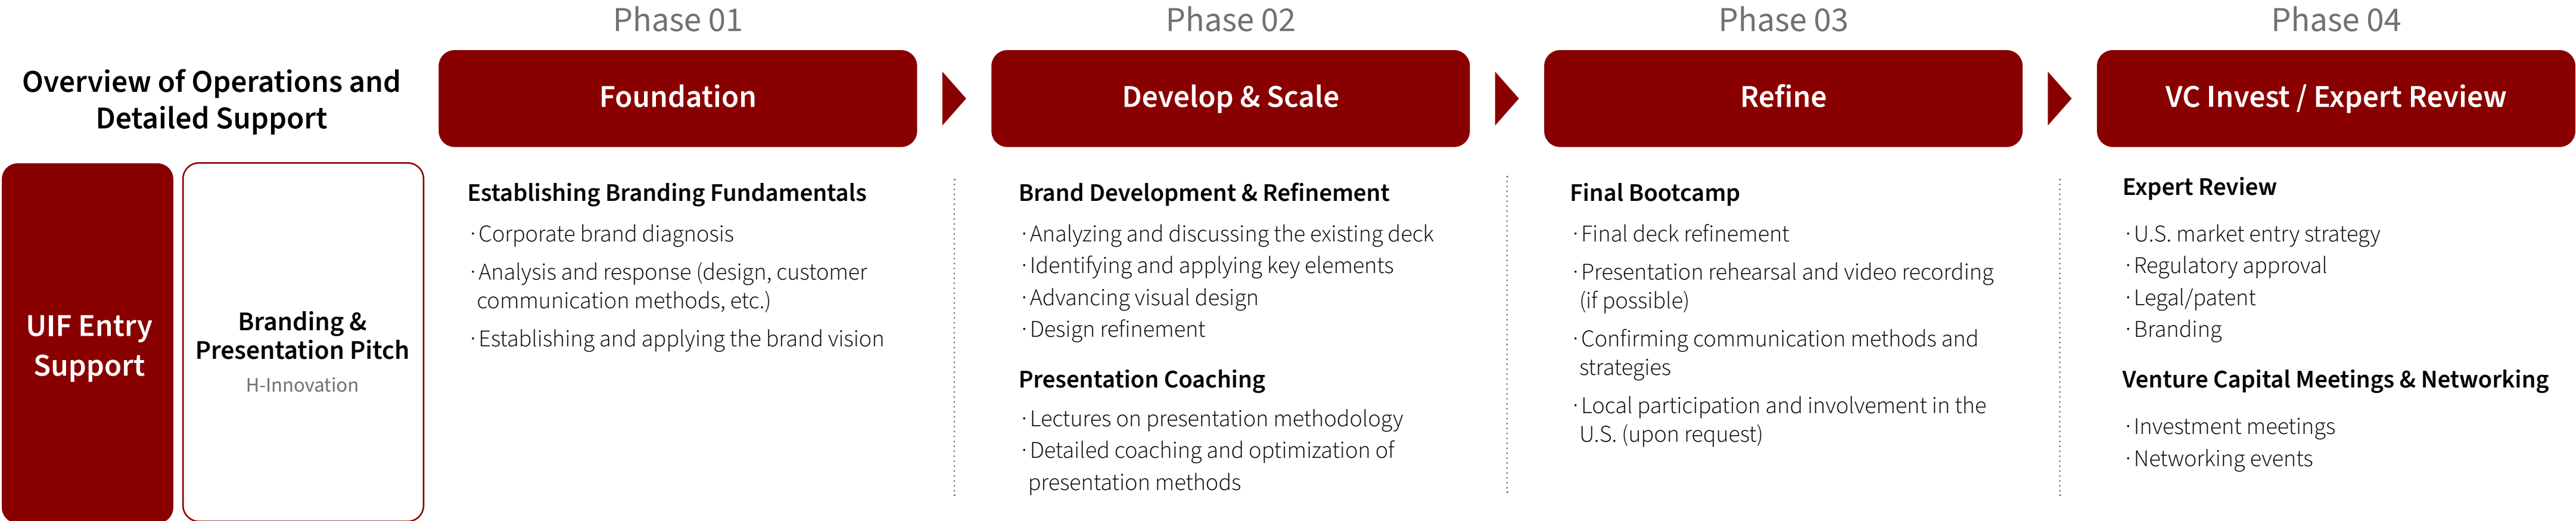 Overview of Operations and
Detailed Support
UIF Entry
Support
Branding &
Presentation Pitch
H-Innovation
Phase 01
Foundation
Establishing Branding Fundamentals
·Corporate brand diagnosis
·Analysis and response (design, customer
communication methods, etc.)
·Establishing and applying the brand vision
Phase 02
Develop & Scale
Brand Development & Refinement
·Analyzing and discussing the existing deck
·Identifying and applying key elements
·Advancing visual design
·Design refinement
Presentation Coaching
·Lectures on presentation methodology
·Detailed coaching and optimization of
presentation methods
Phase 03
Refine
Final Bootcamp
·Final deck refinement
·Presentation rehearsal and video recording
(if possible)
·Confirming communication methods and
strategies
·Local participation and involvement in the
U.S. (upon request)
Phase 04
VC Invest / Expert Review
Expert Review
·U.S. market entry strategy
·Regulatory approval
·Legal/patent
·Branding
Venture Capital Meetings & Networking
·Investment meetings
·Networking events